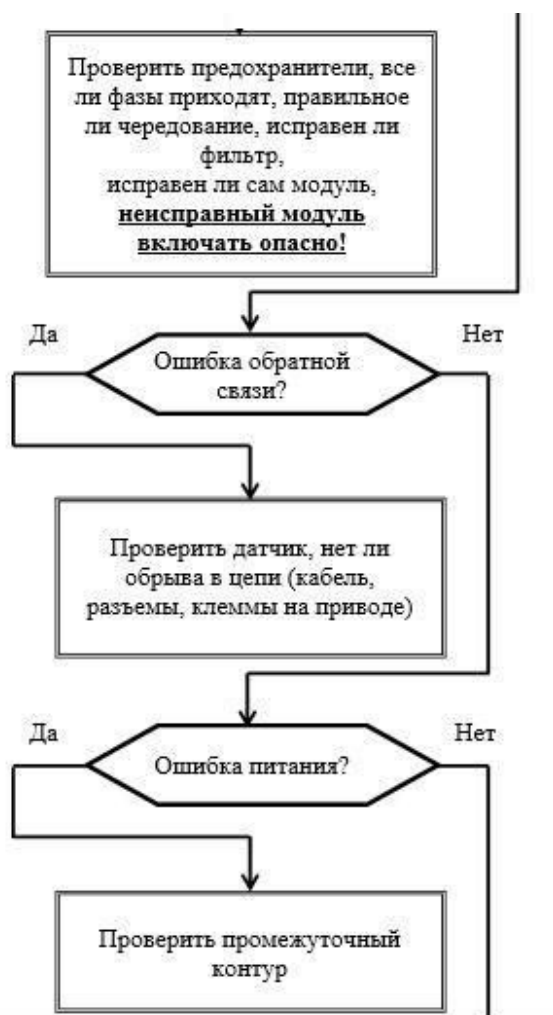 Проверить предохранители, все
ли фазы приходят, правильное
ли чередование, исправен ли
фильтр,
исправен ли сам модуль,
неисправный модуль
включать опасно!
Да
Нет
Ошибка обратной
связи?
Проверить датчик, нет ли
обрыва в цепи (кабель,
разъемы, клеммы на приводе)
Да
Нет
Ошибка питания?
Проверить промежуточный
контур